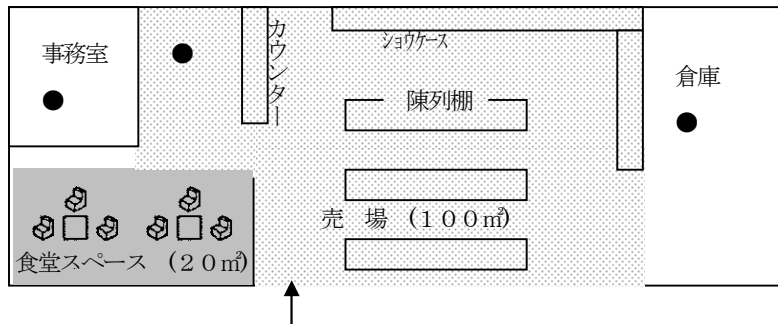 事務室
カウンター
ショウケース
倉庫
陳列棚
売 場 (100㎡)
食堂スペース (20㎡)